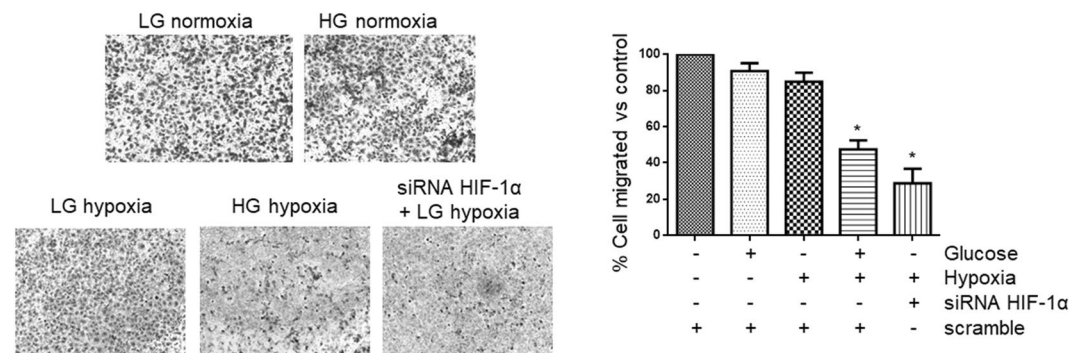 LG normoxia
HG normoxia
LG hypoxia
HG hypoxia
siRNA HIF-1α
+ LG hypoxia
% Cell migrated vs control
100
80
60
40
20
0
*
*
- + - + - Glucose
- - + + + Hypoxia
- - - - + siRNA HIF-1α
+ + + + - scramble